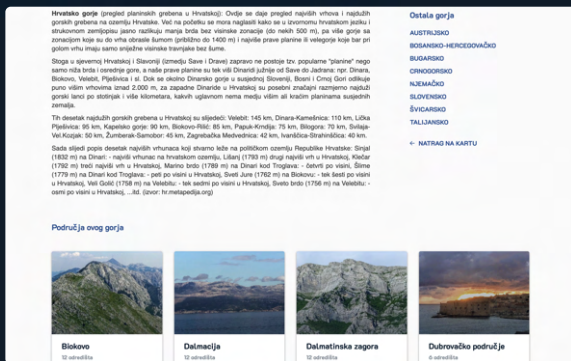 Hrvatsko gorje (pregled planinskih grebena u Hrvatskoj): Ovdje se daje pregled najviših vrhova i najdužih
gorskih grebena na ozemlju Hrvatske. Već na početku se mora naglasiti kako se u izvornomu hrvatskom jeziku i
strukovnom zemljopisu jasno razlikuju manja brda bez visinske zonacije (do nekih 500 m), pa više gorje sa
zonacijom koje su do vrha obrasle šumom (približno do 1400 m) i najviše prave planine ili velegorje koje bar pri
golom vrhu imaju samo sniježne visinske travnjake bez šume.
Stoga u sjevernoj Hrvatskoj i Slavoniji (izmedju Save i Drave) zapravo ne postoje tzv. popularne "planine" nego
samo niža brda i osrednje gore, a naše prave planine su tek viši Dinaridi južnije od Save do Jadrana: npr. Dinara,
Biokovo, Velebit, Plješivica i sl. Dok se okolno Dinarsko gorje u susjednoj Sloveniji, Bosni i Crnoj Gori odlikuje
puno višim vrhovima iznad 2.000 m, za zapadne Dinaride u Hrvatskoj su posebni značajni razmjerno najduži
gorski lanci po stotinjak i više kilometara, kakvih uglavnom nema medju višim ali kraćim planinama susjednih
zemalja.
Tih desetak najdužih gorskih grebena u Hrvatskoj su slijedeći: Velebit: 145 km, Dinara-Kamešnica: 110 km, Lička
Plješivica: 95 km, Kapelsko gorje: 90 km, Biokovo-Rilić: 85 km, Papuk-Krndija: 75 km, Bilogora: 70 km, Svilaja-
Vel.Kozjak: 50 km, Žumberak-Samobor: 45 km, Zagrebačka Medvednica: 42 km, Ivanščica-Strahinščica: 40 km.
Sada slijedi popis desetak najviših vrhunaca koji stvarno leže na političkom ozemlju Republike Hrvatske: Sinjal
(1832 m) na Dinari: - najviši vrhunac na hrvatskom ozemlju, Lišanj (1793 m) drugi najviši vrh u Hrvatskoj, Klečar
(1792 m) treći najviši vrh u Hrvatskoj, Marino brdo (1789 m) na Dinari kod Troglava: - četvrti po visini, Šlime
(1779 m) na Dinari kod Troglava: - peti po visini u Hrvatskoj, Sveti Jure (1762 m) na Biokovu: - tek šesti po visini
u Hrvatskoj, Veli Golić (1758 m) na Velebitu: - tek sedmi po visini u Hrvatskoj, Sveto brdo (1756 m) na Velebitu: -
osmi po visini u Hrvatskoj, ...itd. (izvor: hr.metapedija.org)
Ostala gorja
AUSTRIJSKO
BOSANSKO-HERCEGOVAČKO
BUGARSKO
CRNOGORSKO
NJEMAČKO
SLOVENSKO
ŠVICARSKO
TALIJANSKO
← NATRAG NA KARTU
Područja ovog gorja
Biokovo
12 odredišta
Dalmacija
12 odredišta
Dalmatinska zagora
12 odredišta
Dubrovačko područje
6 odredišta